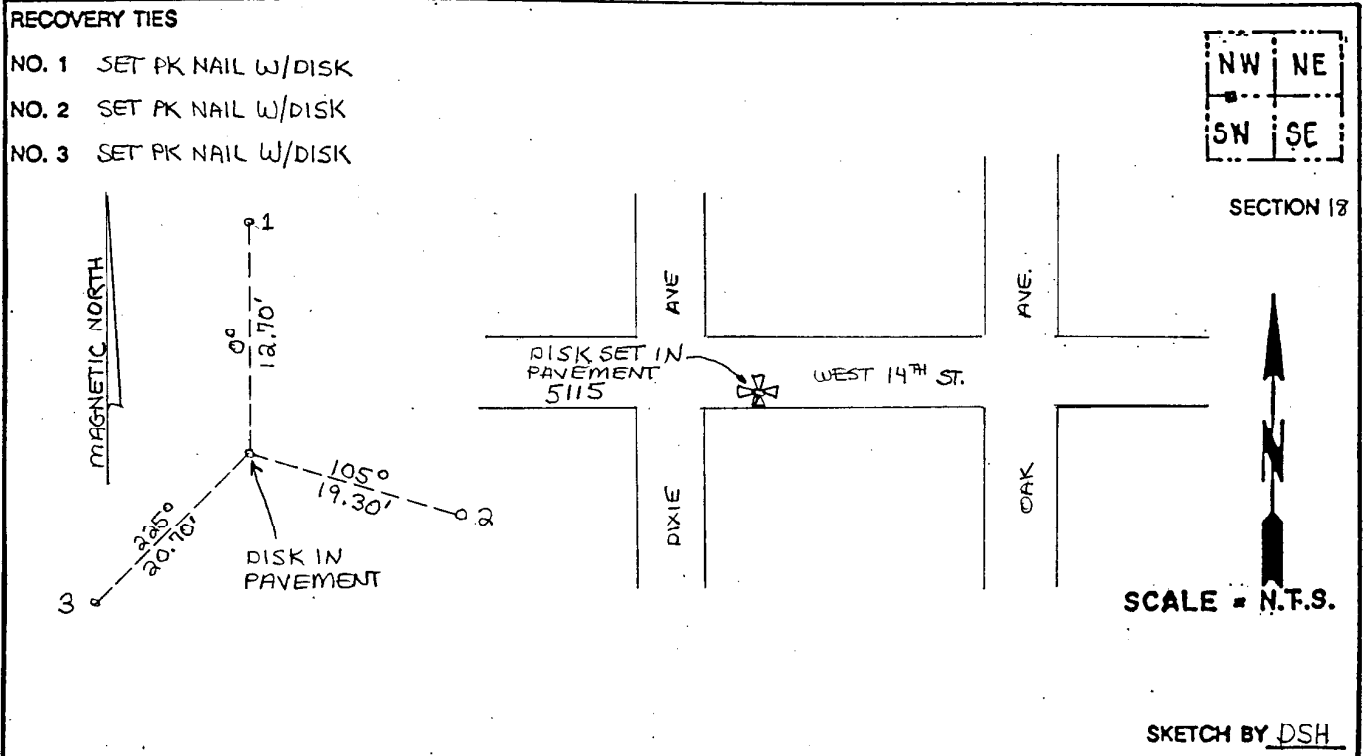 RECOVERY TIES
NO. 1 SET PK NAIL W/DISK
NO. 2 SET PK NAIL W/DISK
NO. 3 SET PK NAIL W/DISK
NW NE
SW SE
SECTION 18
MAGNETIC NORTH
1
0°
12.70'
105°
19.30'
2
225°
20.70'
3
DISK IN
PAVEMENT
AVE
AVE.
DISK SET IN
PAVEMENT
5115
WEST 14TH ST.
DIXIE
OAK
N
SCALE = N.T.S.
SKETCH BY DSH